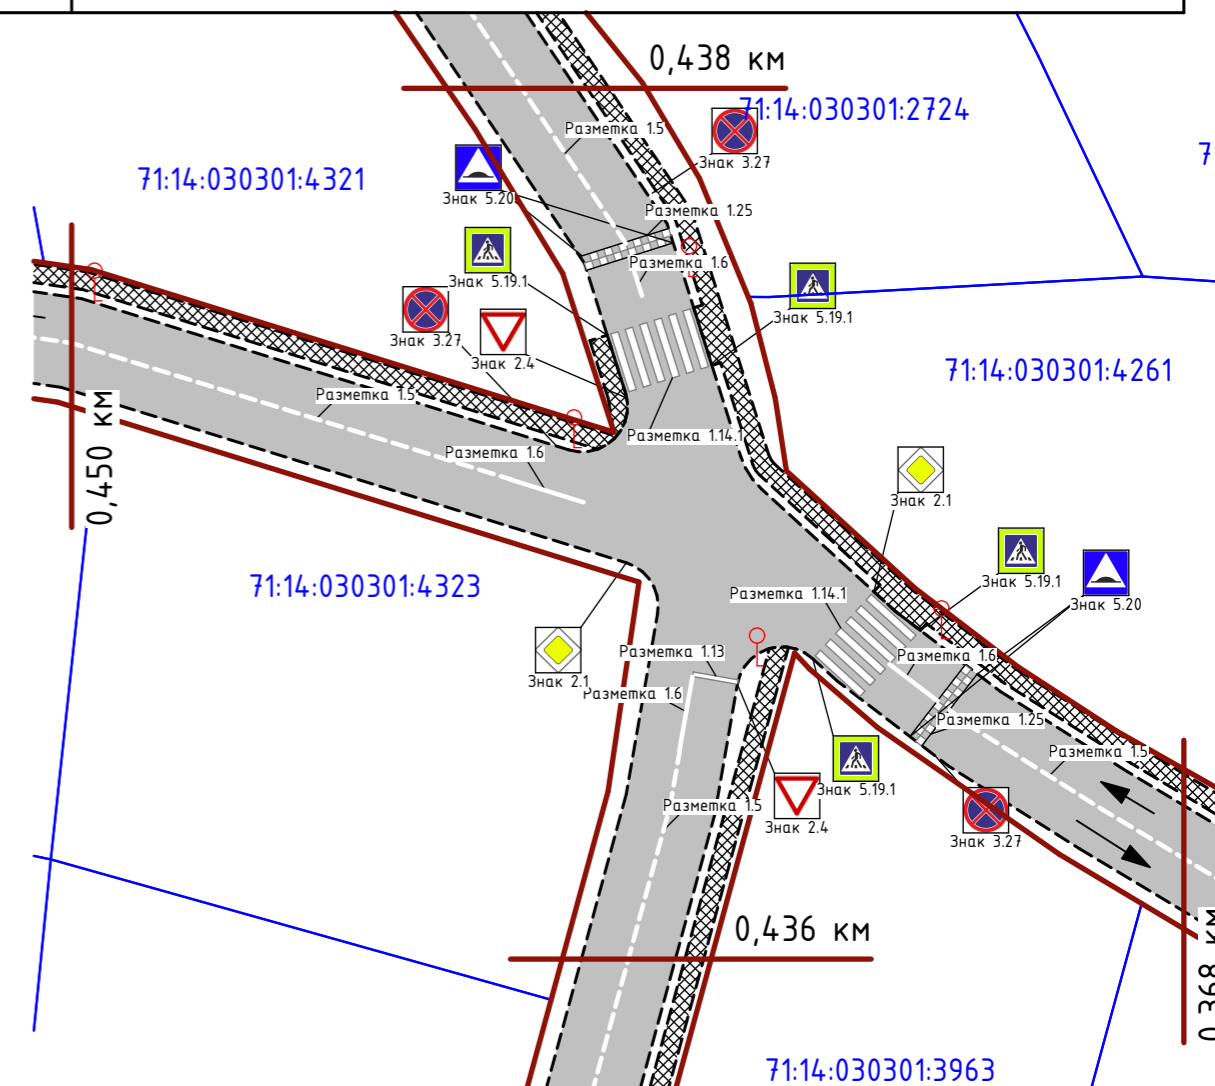 0,438 км
71:14:030301:2724
Разметка 1.5
Знак 3.27
7
71:14:030301:4321
Знак 5.20
Разметка 1.25
Разметка 1.6
Знак 5.19.1
Знак 5.19.1
Знак 3.27
Знак 2.4
71:14:030301:4261
Разметка 1.5
Разметка 1.14.1
Разметка 1.6
0,450 км
Знак 2.1
71:14:030301:4323
Знак 5.19.1
Разметка 1.14.1
Знак 5.20
Разметка 1.13
Разметка 1.6
Знак 2.1
Разметка 1.6
Разметка 1.25
Разметка 1.5
Знак 5.19.1
Разметка 1.5
Знак 2.4
Знак 3.27
0,436 км
0,368 км
71:14:030301:3963